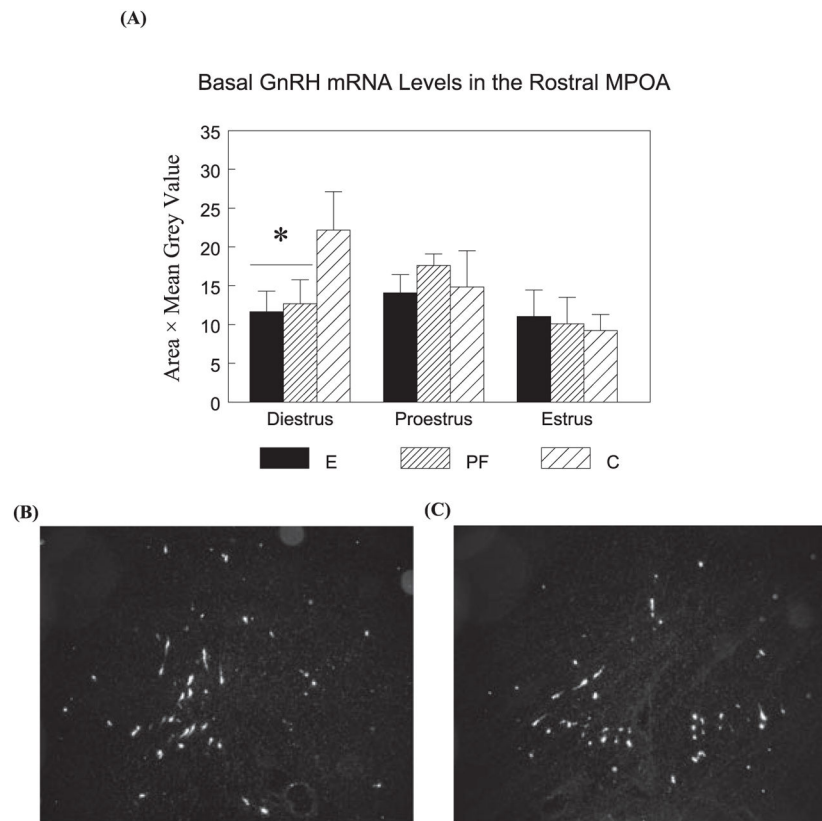 (A)
Basal GnRH mRNA Levels in the Rostral MPOA
Area × Mean Grey Value
35
30
25
20
15
10
5
0
*
Diestrus Proestrus Estrus
E PF C
(B) (C)